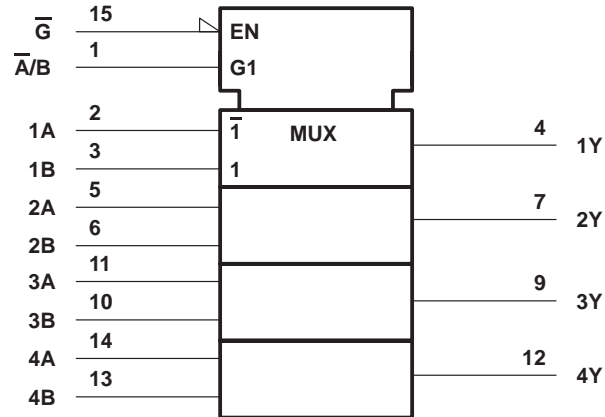 G̅ 15 EN
A̅/B 1 G1
1A 2 1̅ MUX 4 1Y
1B 3 1
2A 5 7 2Y
2B 6
3A 11 9 3Y
3B 10
4A 14 12 4Y
4B 13